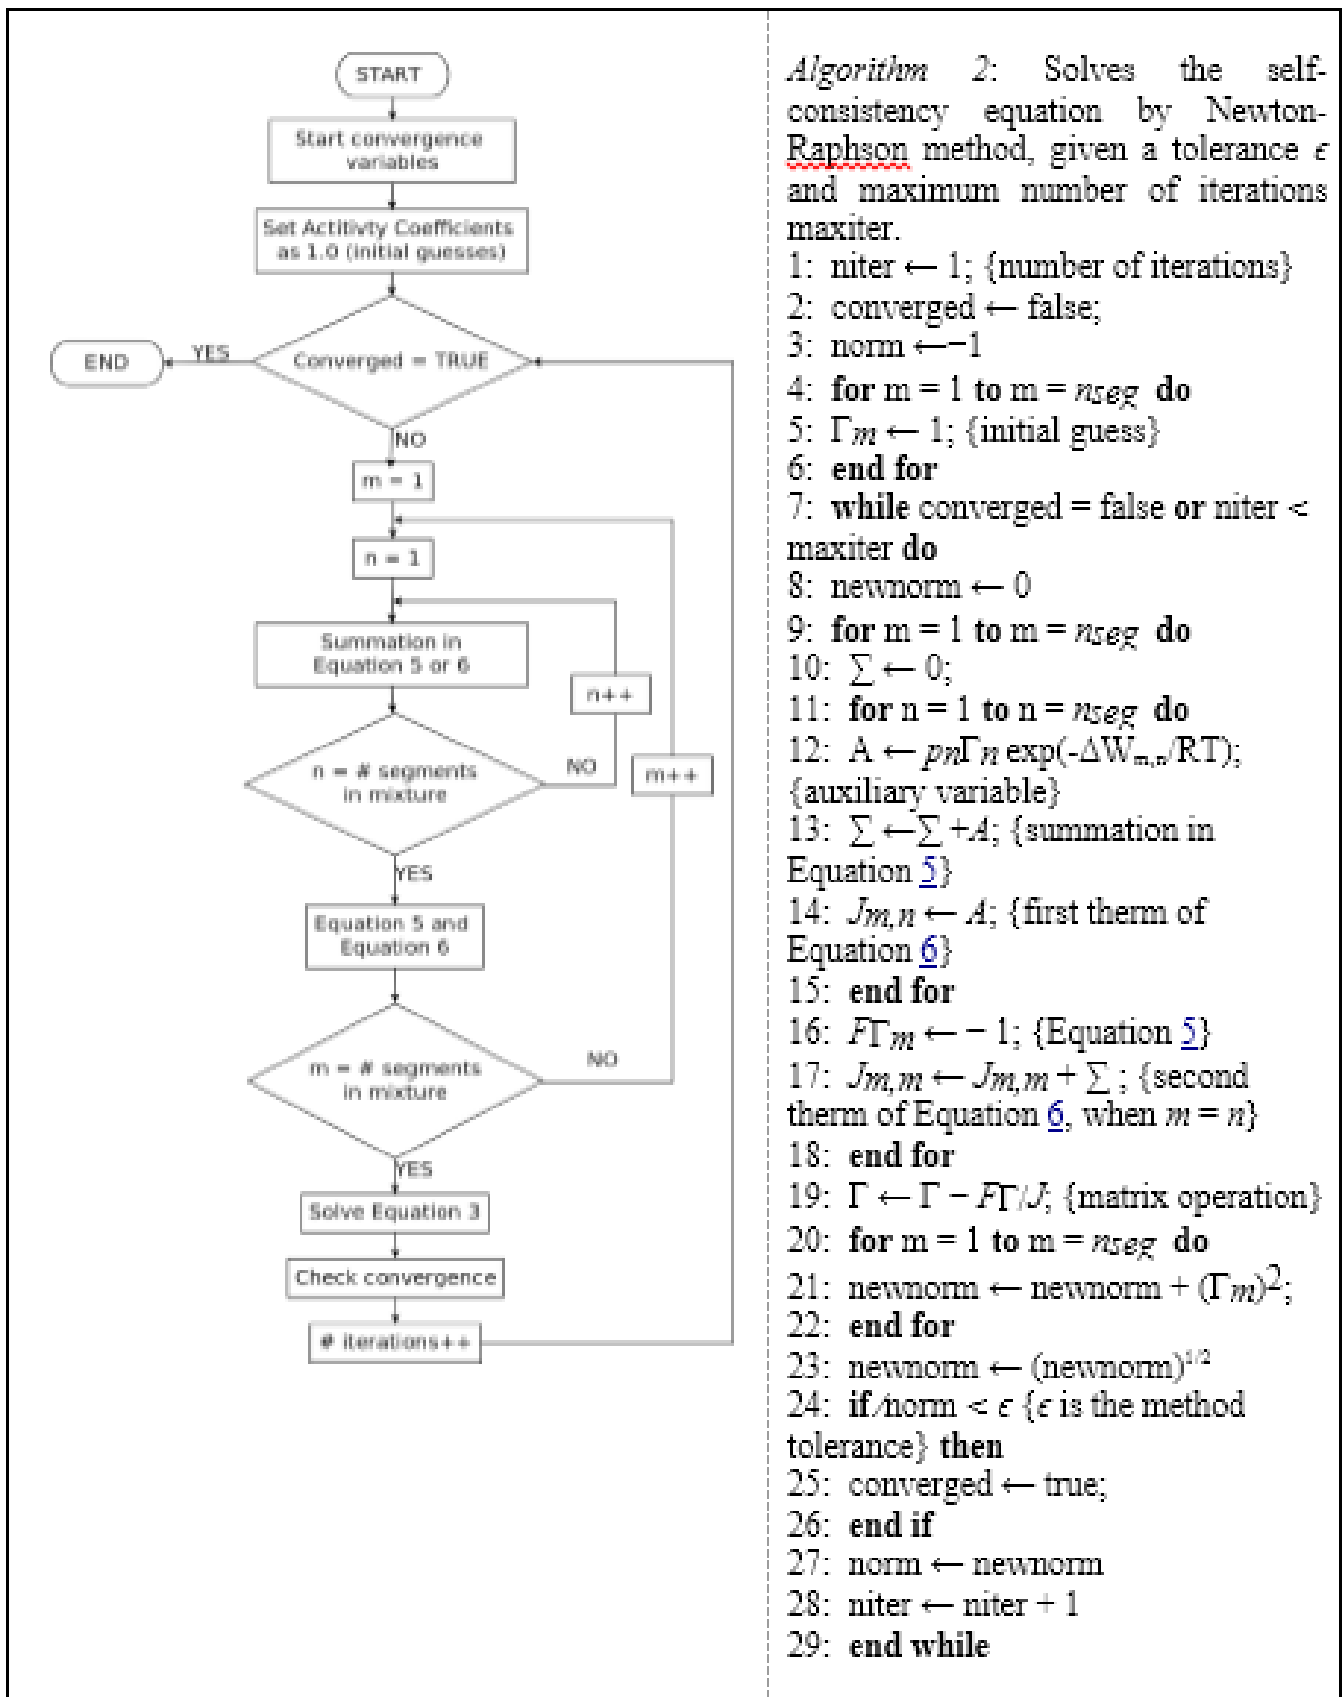 START
Start convergence
variables
Set Actitivty Coefficients
as 1.0 (initial guesses)
Converged = TRUE
YES
END
NO
m = 1
n = 1
Summation in
Equation 5 or 6
n++
n = # segments
in mixture
NO
m++
YES
Equation 5 and
Equation 6
m = # segments
in mixture
NO
YES
Solve Equation 3
Check convergence
# iterations++
Algorithm 2: Solves the self-
consistency equation by Newton-
Raphson method, given a tolerance ϵ
and maximum number of iterations
maxiter.
1: niter ← 1; {number of iterations}
2: converged ← false;
3: norm ←−1
4: for m = 1 to m = nseg do
5: Γm ← 1; {initial guess}
6: end for
7: while converged = false or niter <
maxiter do
8: newnorm ← 0
9: for m = 1 to m = nseg do
10: ∑ ← 0;
11: for n = 1 to n = nseg do
12: A ← pnΓn exp(-ΔWm,n/RT);
{auxiliary variable}
13: ∑ ←∑ +A; {summation in
Equation 5}
14: Jm,n ← A; {first therm of
Equation 6}
15: end for
16: FΓm ← − 1; {Equation 5}
17: Jm,m ← Jm,m + ∑ ; {second
therm of Equation 6, when m = n}
18: end for
19: Γ ← Γ − FΓ/J; {matrix operation}
20: for m = 1 to m = nseg do
21: newnorm ← newnorm + (Γm)2;
22: end for
23: newnorm ← (newnorm)1/2
24: if /norm < ϵ {ϵ is the method
tolerance} then
25: converged ← true;
26: end if
27: norm ← newnorm
28: niter ← niter + 1
29: end while